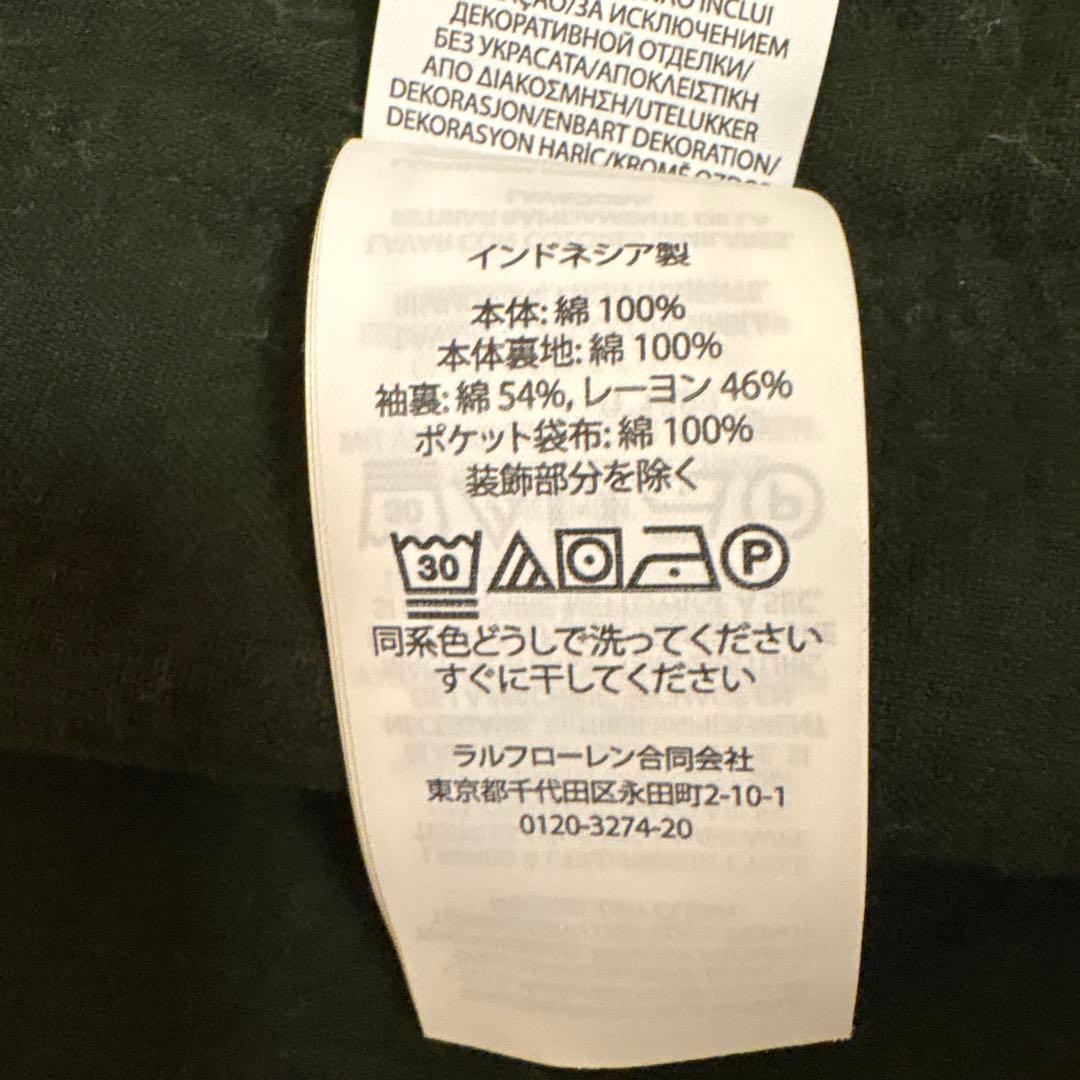 INCLUI
ÇÃO/ЗА ИСКЛЮЧЕНИЕМ
ДЕКОРАТИВНОЙ ОТДЕЛКИ/
БЕЗ УКРАСАТА/ΑΠΟΚΛΕΙΣΤΙΚΗ
ΑΠΟ ΔΙΑΚΟΣΜΗΣΗ/UTELUKKER
DEKORASJON/ENBART DEKORATION/
DEKORASYON HARİÇ/KROMĚ
インドネシア製
本体: 綿 100%
本体裏地: 綿 100%
袖裏: 綿 54%, レーヨン 46%
ポケット袋布: 綿 100%
装飾部分を除く
30 P
同系色どうしで洗ってください
すぐに干してください
ラルフローレン合同会社
東京都千代田区永田町2-10-1
0120-3274-20